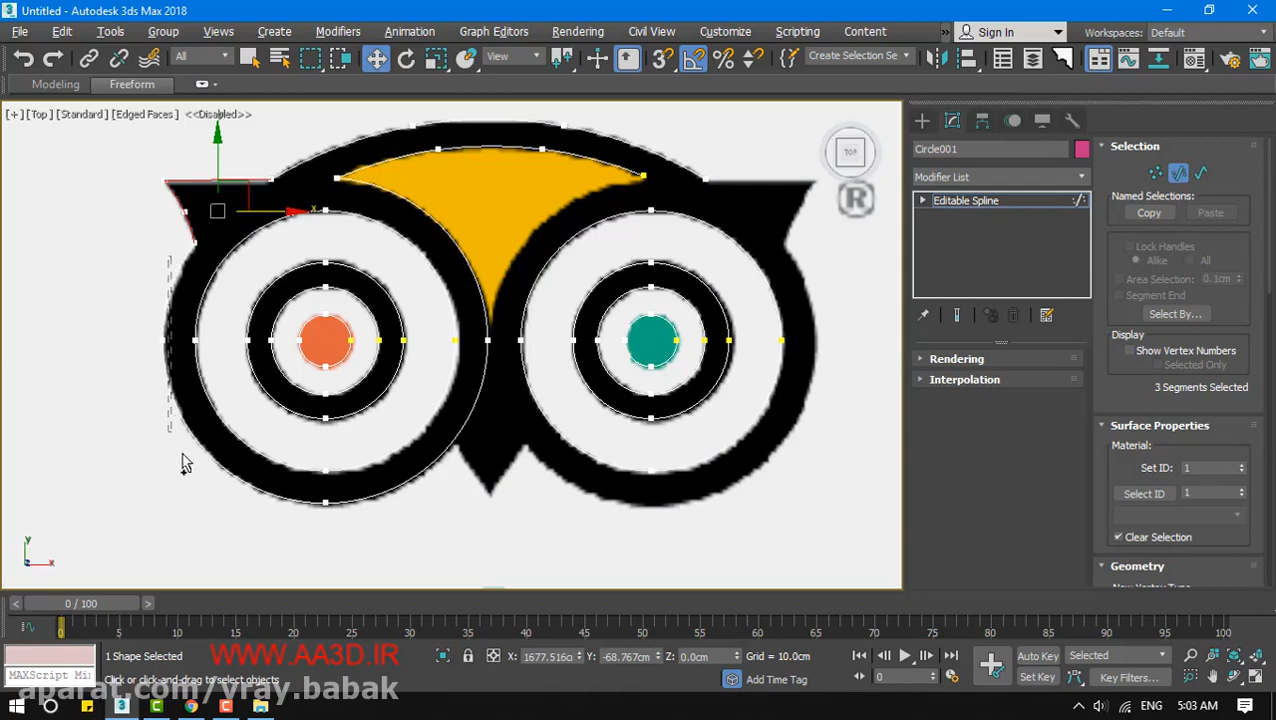 Untitled - Autodesk 3ds Max 2018
File Edit Tools Group Views Create Modifiers Animation Graph Editors Rendering Civil View Customize Scripting Content » Sign In Workspaces: Default
All View Create Selection Se
Modeling Freeform
[+] [Top] [Standard] [Edged Faces] <<Disabled>>
TOP
®
x
y
x
Circle001
Modifier List
Editable Spline
Rendering
Interpolation
Selection
Named Selections:
Copy Paste
Lock Handles
Alike All
Area Selection: 0.1cm
Segment End
Select By...
Display
Show Vertex Numbers
Selected Only
3 Segments Selected
Surface Properties
Material:
Set ID: 1
Select ID 1
Clear Selection
Geometry
New Vertex Type
< 0 / 100 >
0 5 10 15 20 25 30 35 40 45 50 55 60 65 70 75 80 85 90 95 100
1 Shape Selected
WWW.AA3D.IR
X: 1677.516c Y: -68.767cm Z: 0.0cm Grid = 10.0cm
Auto Key Selected
MAXScript Mi
Click or click-and-drag to select objects
Add Time Tag
0
Set Key Key Filters...
aparat.com/vray.babak
ENG 5:03 AM